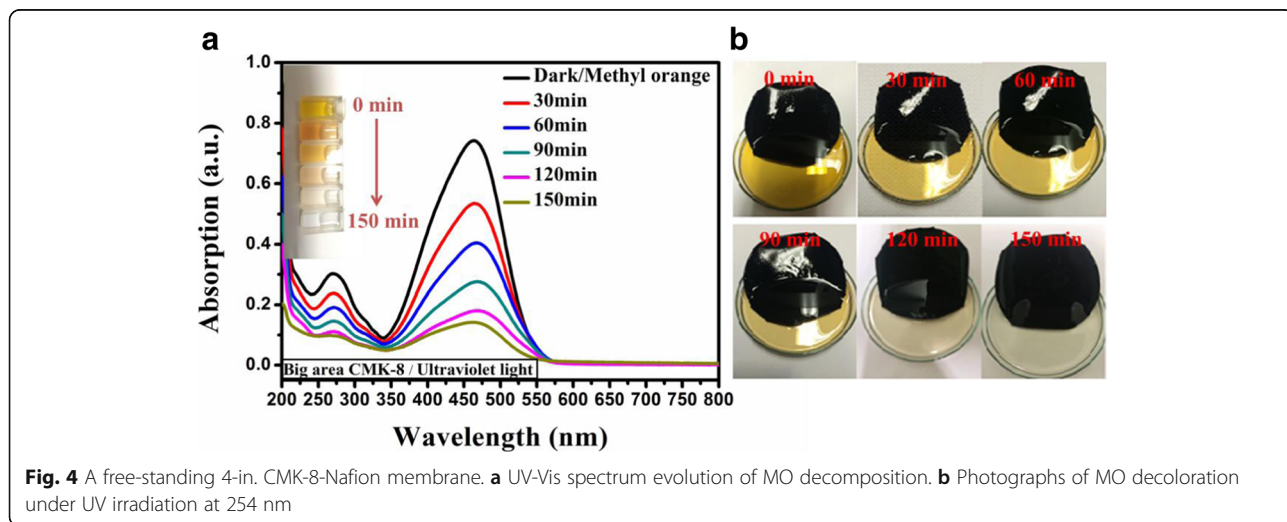 a
b
1.0
0.8
0.6
0.4
0.2
0.0
Absorption (a.u.)
0 min
150 min
Dark/Methyl orange
30min
60min
90min
120min
150min
Big area CMK-8 / Ultraviolet light
200 250 300 350 400 450 500 550 600 650 700 750 800
Wavelength (nm)
0 min
30 min
60 min
90 min
120 min
150 min
Fig. 4 A free-standing 4-in. CMK-8-Nafion membrane. a UV-Vis spectrum evolution of MO decomposition. b Photographs of MO decoloration
under UV irradiation at 254 nm